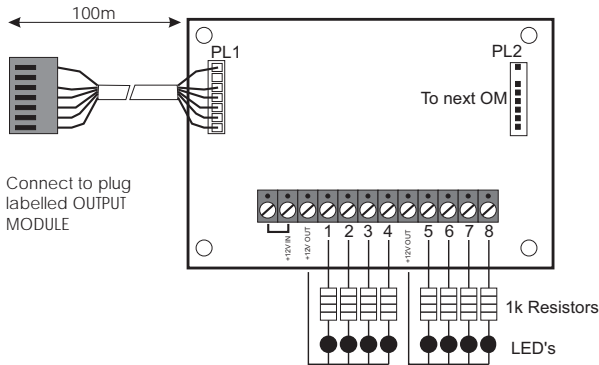 100m
PL1
PL2
To next OM
Connect to plug
labelled OUTPUT
MODULE
+12V IN
+12V OUT
1 2 3 4
+12V OUT
5 6 7 8
1k Resistors
LED's